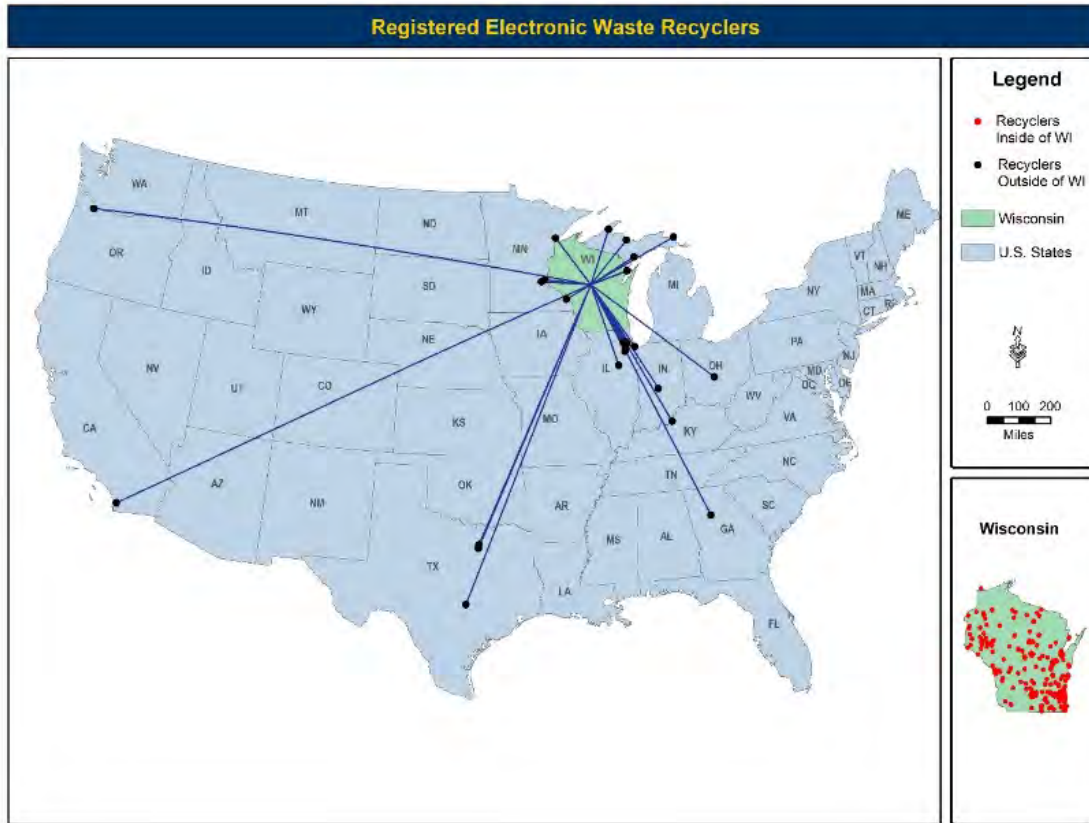 Registered Electronic Waste Recyclers
WA
MT
ND
MN
OR
ID
SD
WY
WI
MI
ME
VT
NH
NY
MA
CT
RI
NE
IA
PA
NJ
NV
UT
CO
IL
IN
OH
MD
DC
DE
WV
VA
CA
KS
MO
KY
NC
AZ
NM
OK
AR
TN
SC
TX
LA
MS
AL
GA
FL
Legend
Recyclers
Inside of WI
Recyclers
Outside of WI
Wisconsin
U.S. States
N
0 100 200
Miles
Wisconsin